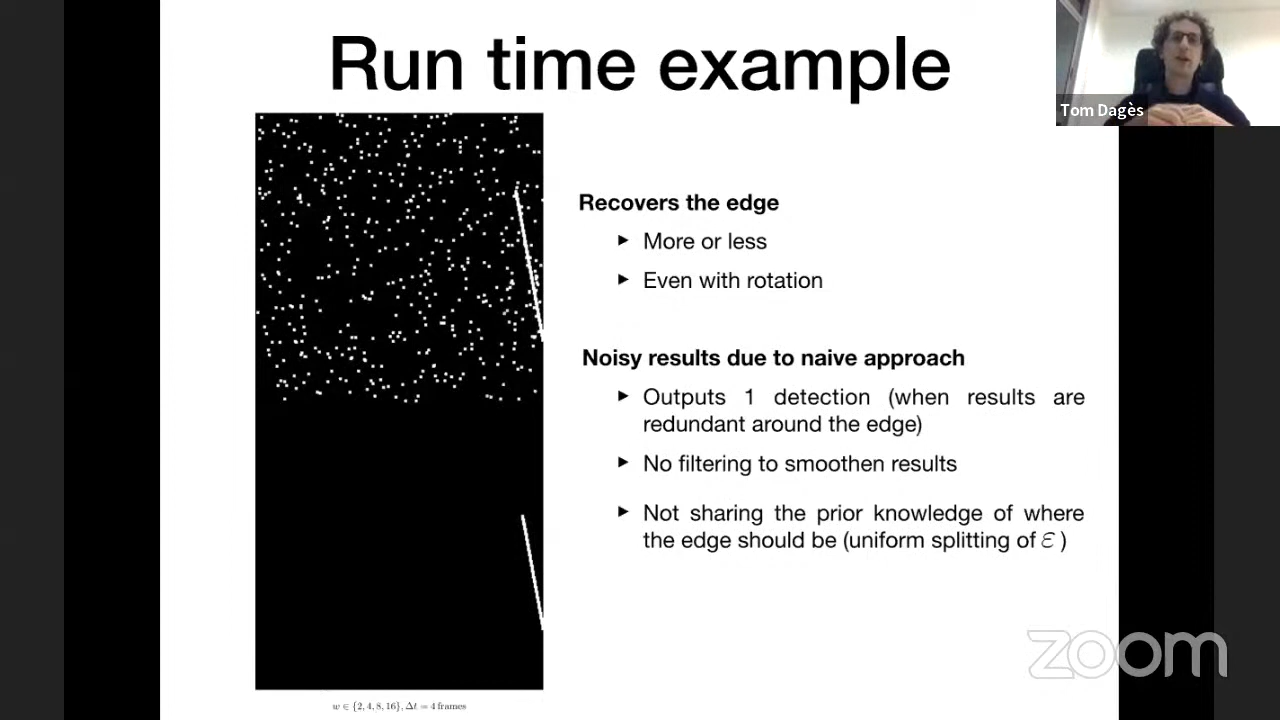 Run time example
Tom Dagès
Recovers the edge
► More or less
► Even with rotation
Noisy results due to naive approach
► Outputs 1 detection (when results are
redundant around the edge)
► No filtering to smoothen results
► Not sharing the prior knowledge of where
the edge should be (uniform splitting of ε )
zoom
w ∈ {2, 4, 8, 16}, Δt = 4 frames